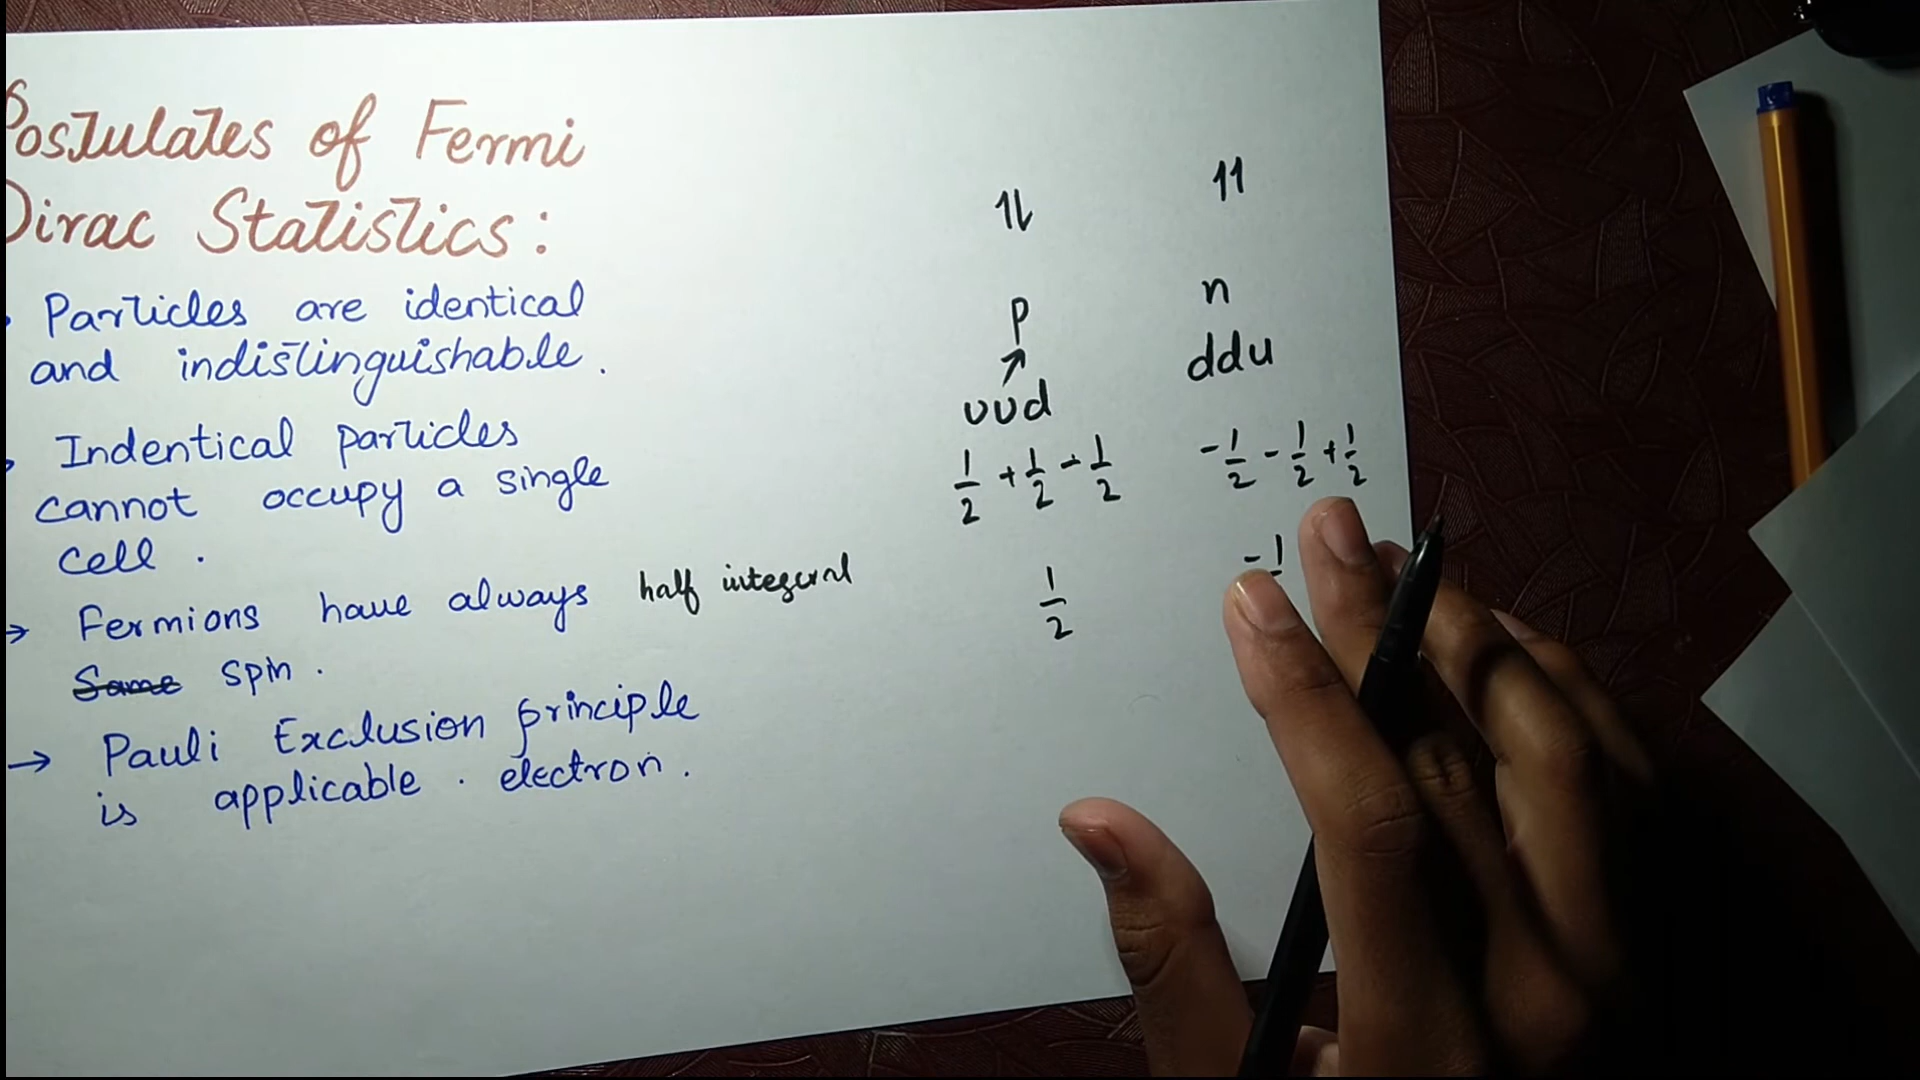 Postulates of Fermi
Dirac Statistics :
Particles are identical
and indistinguishable .
Indentical particles
cannot occupy a single
cell .
→ Fermions have always half integral
Same spin .
→ Pauli Exclusion principle
is applicable . electron .
↿⇂
p
↗
uud
1/2 + 1/2 - 1/2
1/2
↿↿
n
ddu
- 1/2 - 1/2 + 1/2
- 1